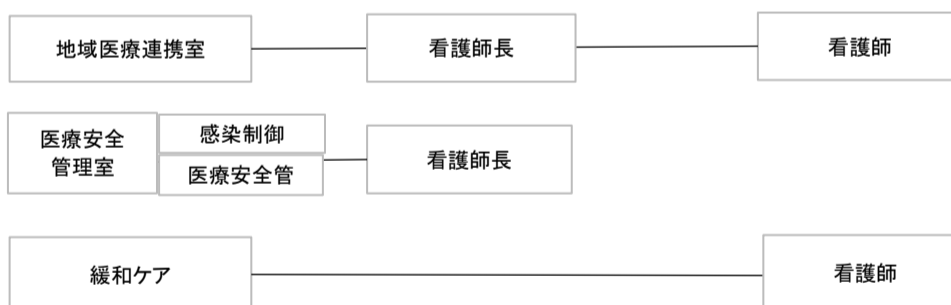 地域医療連携室
看護師長
看護師
医療安全
管理室
感染制御
医療安全管
看護師長
緩和ケア
看護師